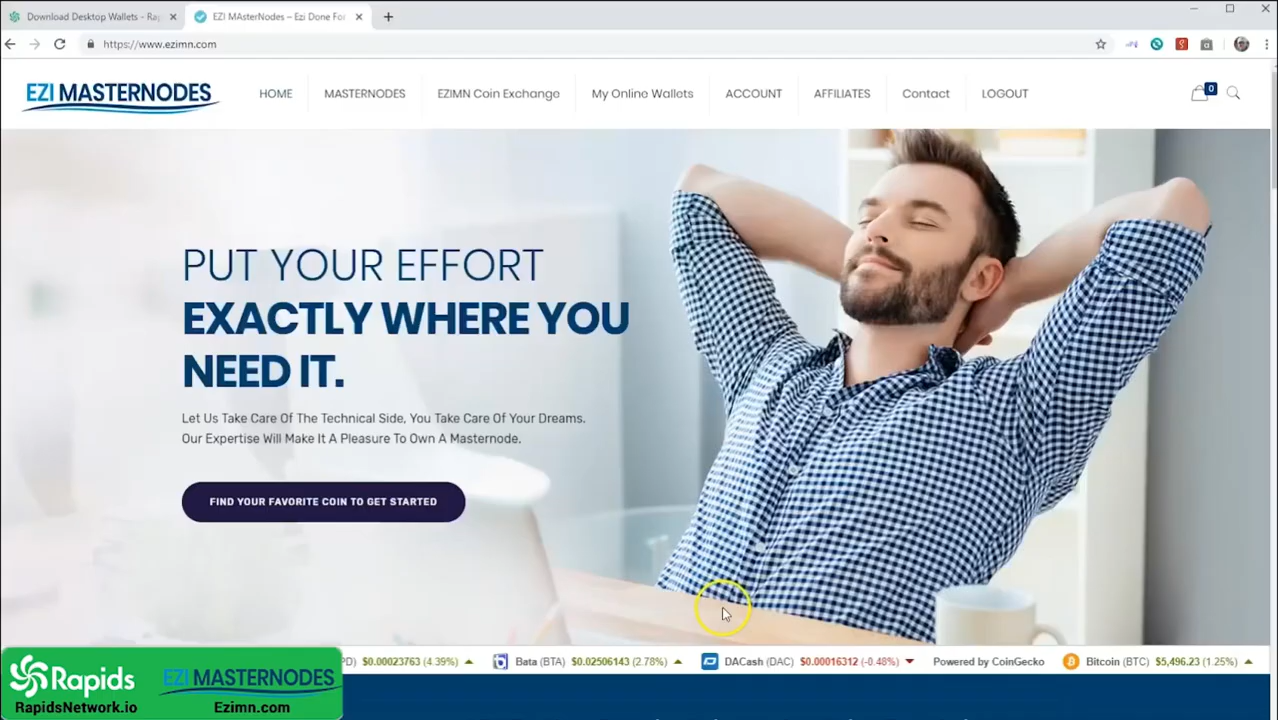 Download Desktop Wallets - Rap
EZI MAsterNodes – Ezi Done For
https://www.ezimn.com
EZI MASTERNODES
HOME
MASTERNODES
EZIMN Coin Exchange
My Online Wallets
ACCOUNT
AFFILIATES
Contact
LOGOUT
0
PUT YOUR EFFORT
EXACTLY WHERE YOU
NEED IT.
Let Us Take Care Of The Technical Side, You Take Care Of Your Dreams.
Our Expertise Will Make It A Pleasure To Own A Masternode.
FIND YOUR FAVORITE COIN TO GET STARTED
PD) $0.00023763 (4.39%) Bata (BTA) $0.02506143 (2.78%) DACash (DAC) $0.00016312 (-0.48%) Powered by CoinGecko Bitcoin (BTC) $5,496.23 (1.25%)
Rapids
RapidsNetwork.io
EZI MASTERNODES
Ezimn.com